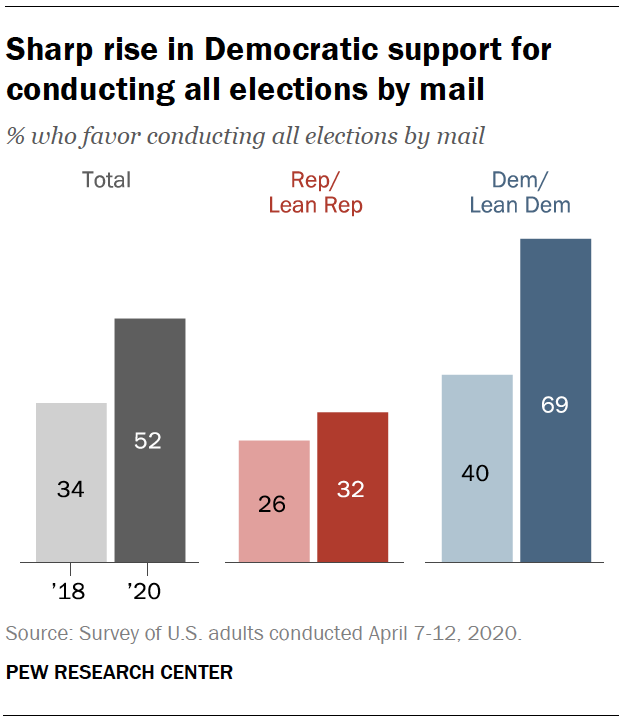 Sharp rise in Democratic support for
conducting all elections by mail
% who favor conducting all elections by mail
Total
Rep/
Lean Rep
Dem/
Lean Dem
34
52
26
32
40
69
’18
’20
Source: Survey of U.S. adults conducted April 7-12, 2020.
PEW RESEARCH CENTER